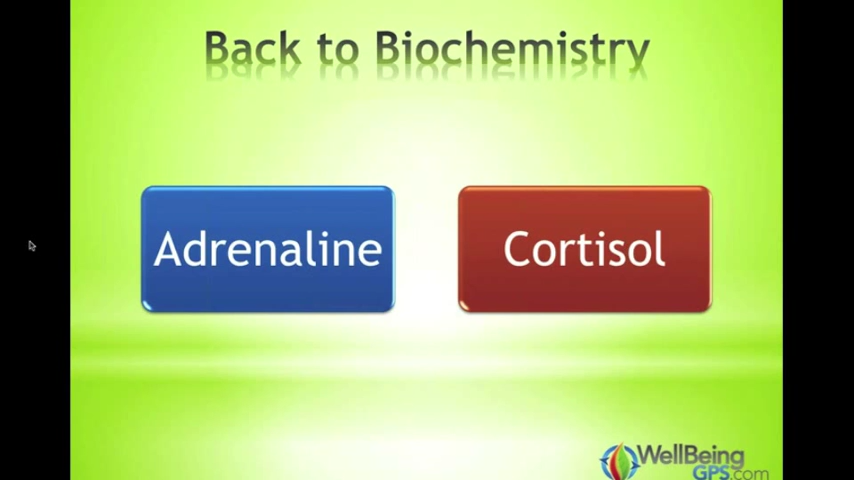 Back to Biochemistry
Adrenaline
Cortisol
WellBeing
GPS.com